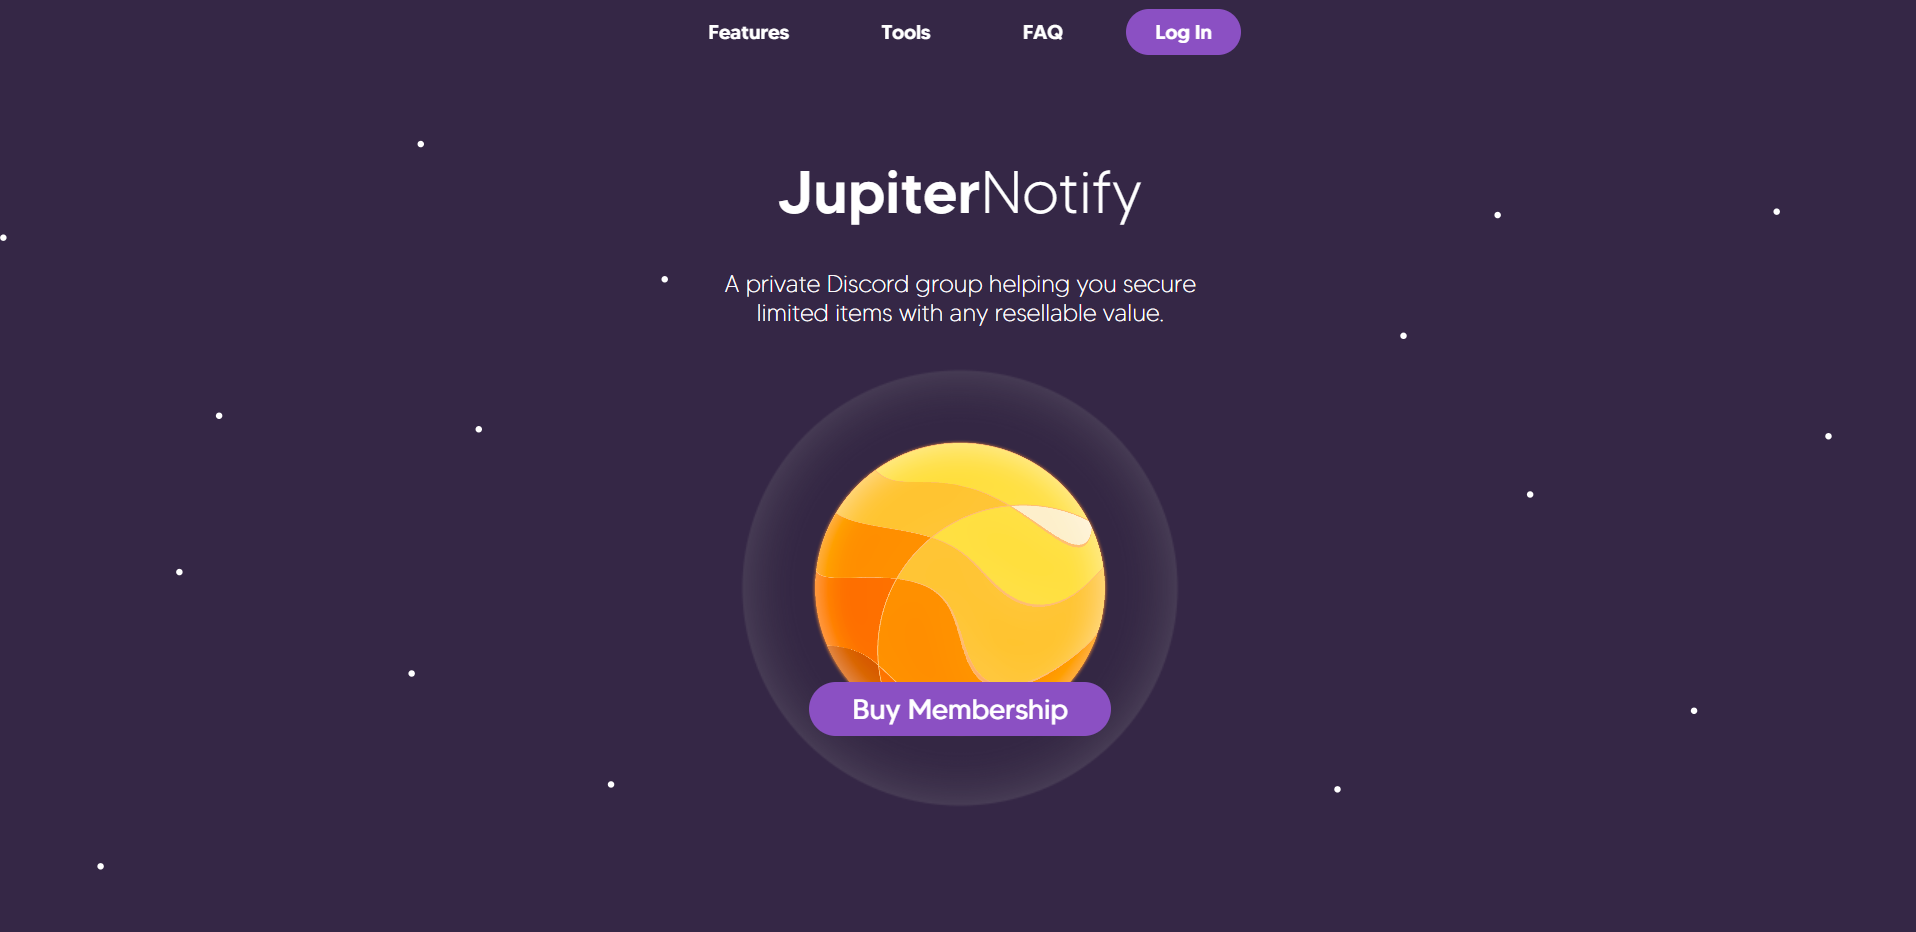 Features Tools FAQ Log In
JupiterNotify
A private Discord group helping you secure
limited items with any resellable value.
Buy Membership